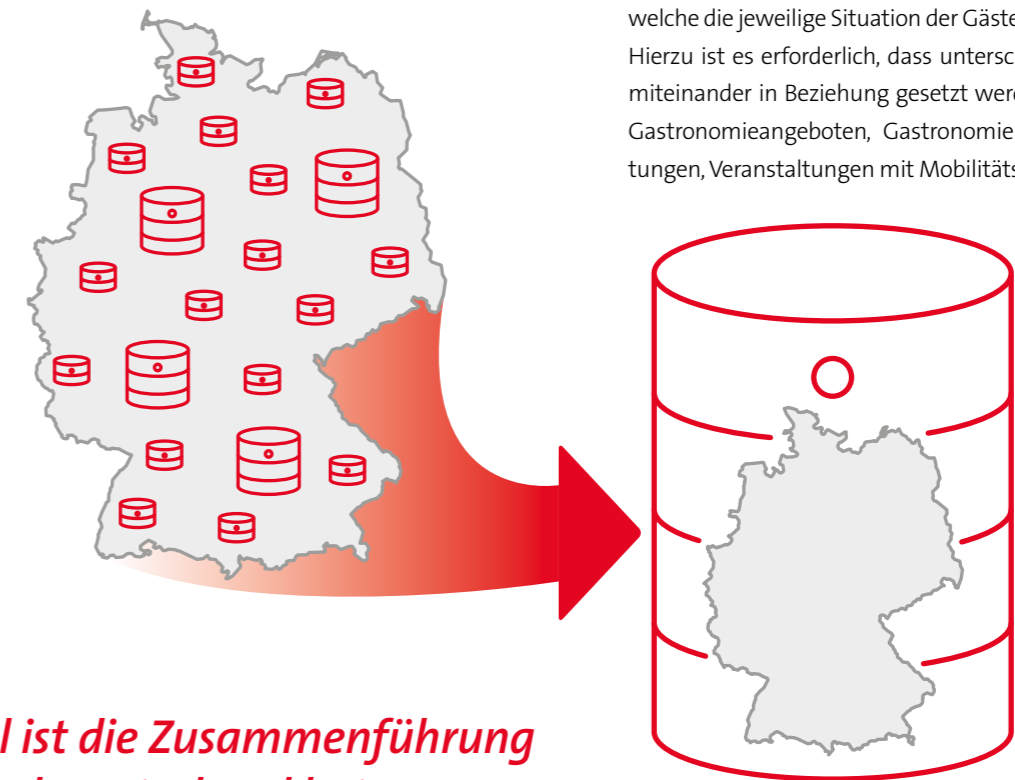 welche die jeweilige Situation der Gäste
Hierzu ist es erforderlich, dass untersc
miteinander in Beziehung gesetzt werd
Gastronomieangeboten, Gastronomie
tungen, Veranstaltungen mit Mobilitäts
l ist die Zusammenführung